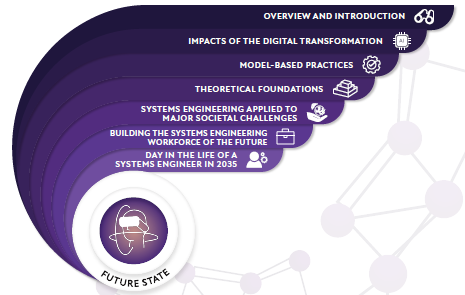 OVERVIEW AND INTRODUCTION
IMPACTS OF THE DIGITAL TRANSFORMATION
AI
MODEL-BASED PRACTICES
THEORETICAL FOUNDATIONS
SYSTEMS ENGINEERING APPLIED TO
MAJOR SOCIETAL CHALLENGES
BUILDING THE SYSTEMS ENGINEERING
WORKFORCE OF THE FUTURE
DAY IN THE LIFE OF A
SYSTEMS ENGINEER IN 2035
FUTURE STATE